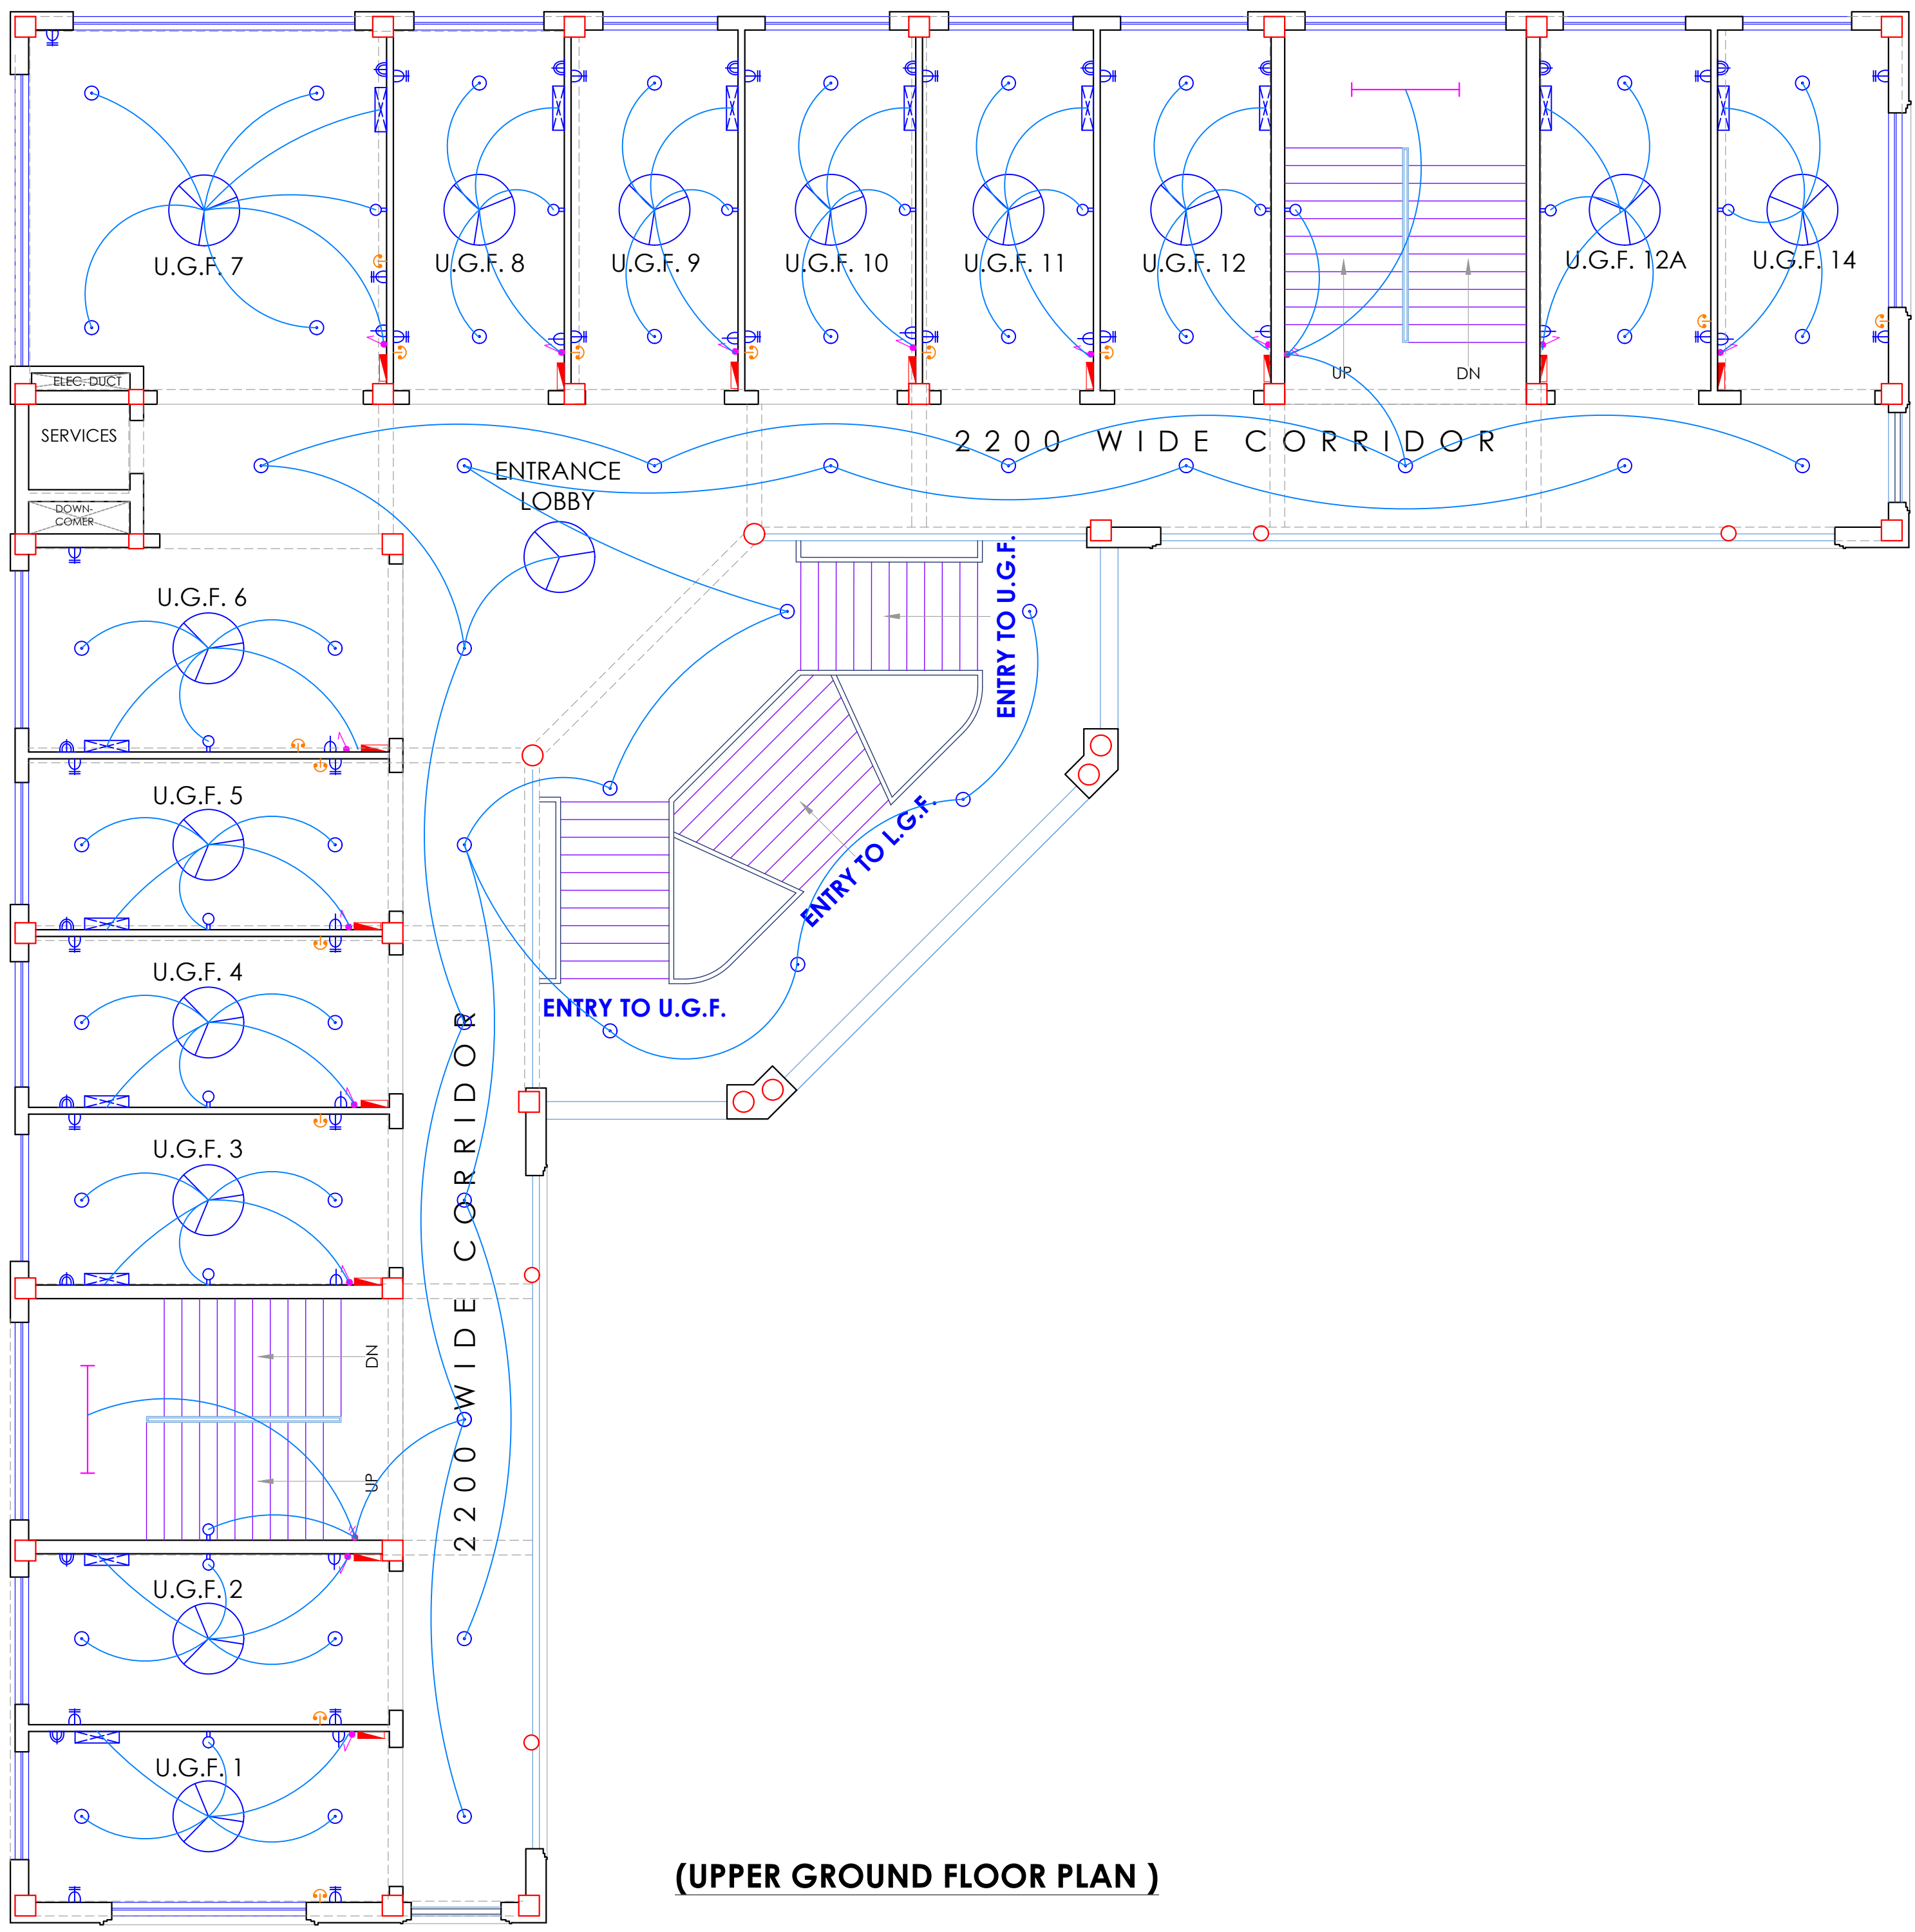 U.G.F. 7
U.G.F. 8
U.G.F. 9
U.G.F. 10
U.G.F. 11
U.G.F. 12
U.G.F. 12A
U.G.F. 14
UP
DN
ELEC. DUCT
SERVICES
2200 WIDE CORRIDOR
ENTRANCE
LOBBY
DOWN-
COMER
ENTRY TO U.G.F.
U.G.F. 6
U.G.F. 5
ENTRY TO L.G.F.
U.G.F. 4
ENTRY TO U.G.F.
2200 WIDE CORRIDOR
U.G.F. 3
DN
UP
U.G.F. 2
U.G.F. 1
(UPPER GROUND FLOOR PLAN )